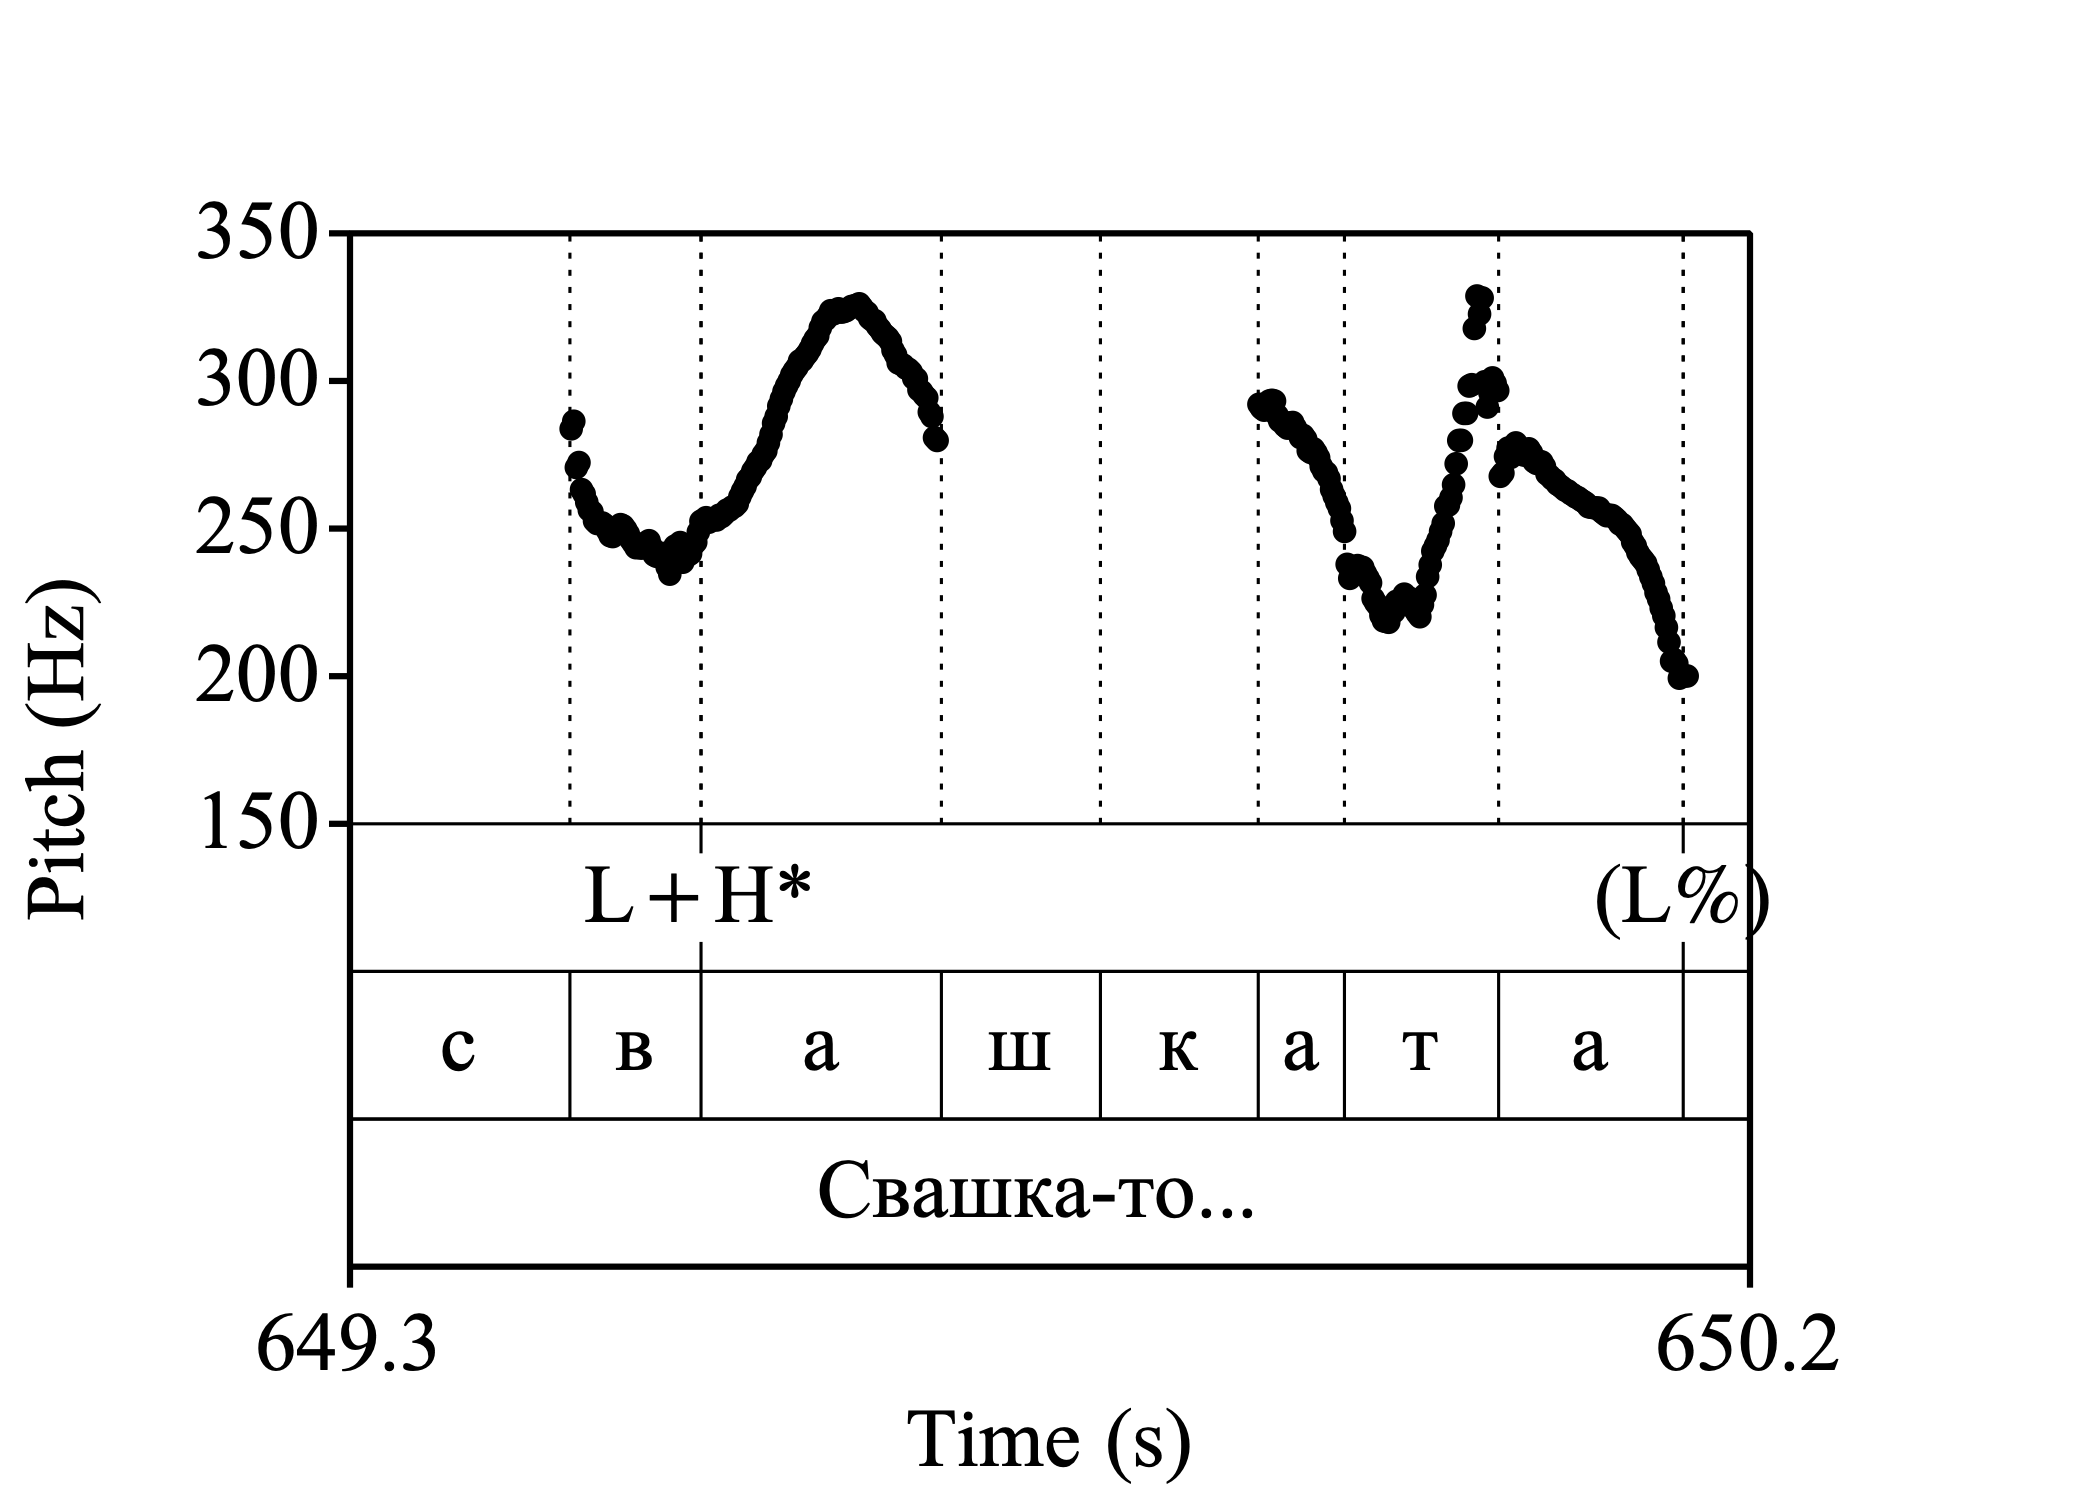 Pitch (Hz)
350
300
250
200
150
L+H* (L%)
с в а ш к а т а
Свашка-то...
649.3 650.2
Time (s)